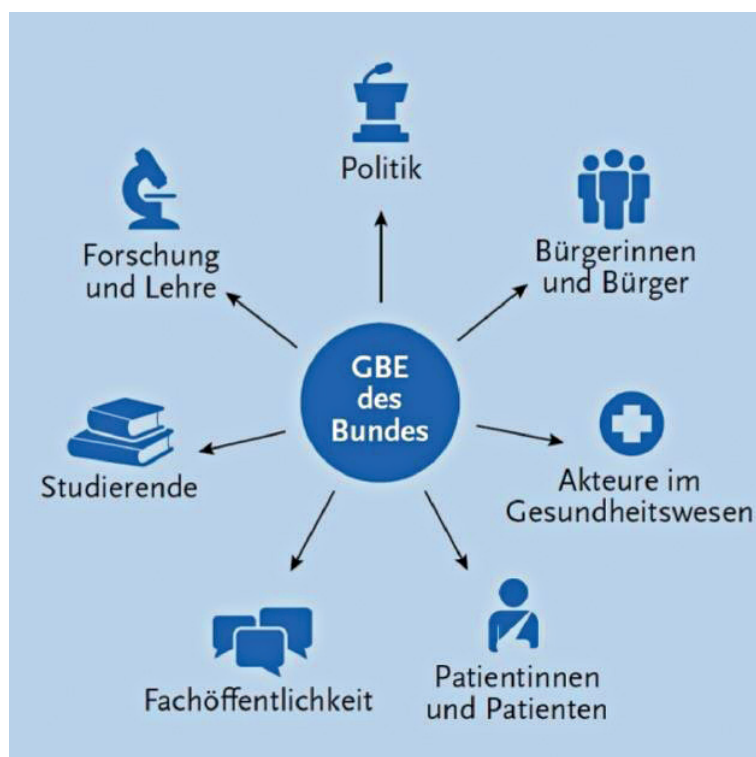 Politik
Forschung
und Lehre
Bürgerinnen
und Bürger
GBE
des
Bundes
Studierende
Akteure im
Gesundheitswesen
Fachöffentlichkeit
Patientinnen
und Patienten